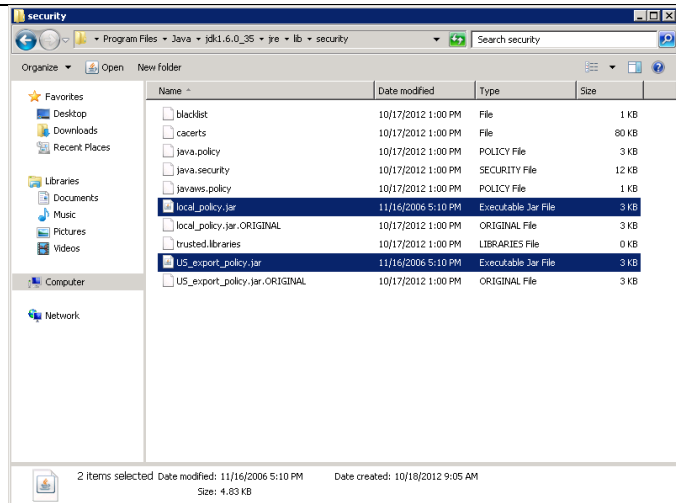 security
Program Files ▾ Java ▾ jdk1.6.0_35 ▾ jre ▾ lib ▾ security
Search security
Organize Open New folder
Favorites
Desktop
Downloads
Recent Places
Libraries
Documents
Music
Pictures
Videos
Computer
Network
Name Date modified Type Size
blacklist 10/17/2012 1:00 PM File 1 KB
cacerts 10/17/2012 1:00 PM File 80 KB
java.policy 10/17/2012 1:00 PM POLICY File 3 KB
java.security 10/17/2012 1:00 PM SECURITY File 12 KB
javaws.policy 10/17/2012 1:00 PM POLICY File 1 KB
local_policy.jar 11/16/2006 5:10 PM Executable Jar File 3 KB
local_policy.jar.ORIGINAL 10/17/2012 1:00 PM ORIGINAL File 3 KB
trusted.libraries 10/17/2012 1:00 PM LIBRARIES File 0 KB
US_export_policy.jar 11/16/2006 5:10 PM Executable Jar File 3 KB
US_export_policy.jar.ORIGINAL 10/17/2012 1:00 PM ORIGINAL File 3 KB
2 items selected Date modified: 11/16/2006 5:10 PM Date created: 10/18/2012 9:05 AM
Size: 4.83 KB